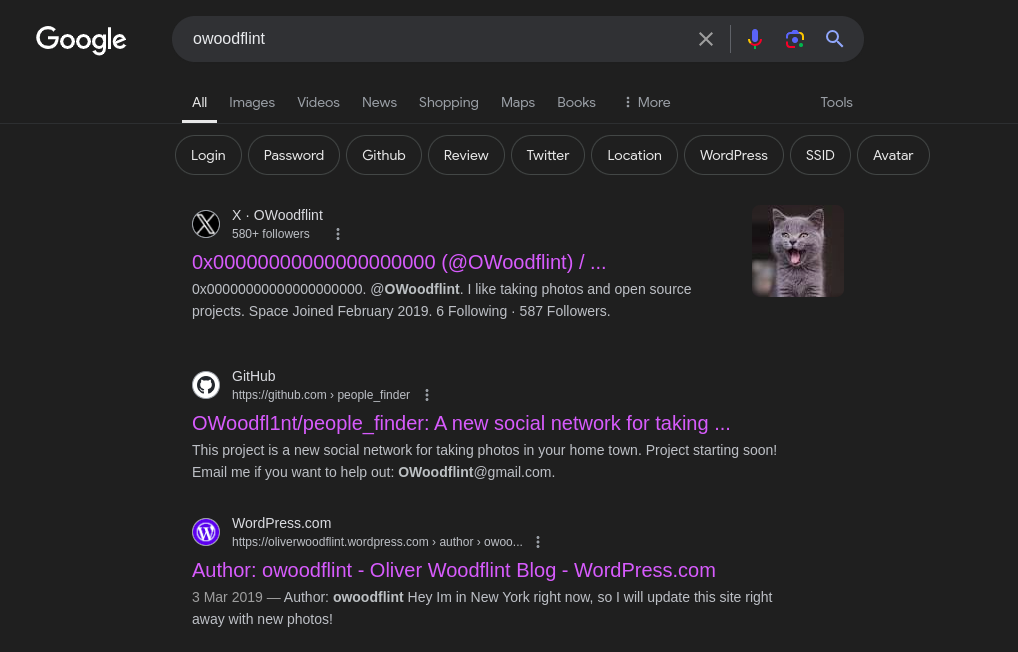 Google
owoodflint
All Images Videos News Shopping Maps Books More Tools
Login Password Github Review Twitter Location WordPress SSID Avatar
X · OWoodflint
580+ followers
0x00000000000000000000 (@OWoodflint) / ...
0x00000000000000000000. @OWoodflint. I like taking photos and open source
projects. Space Joined February 2019. 6 Following · 587 Followers.
GitHub
https://github.com › people_finder
OWoodfl1nt/people_finder: A new social network for taking ...
This project is a new social network for taking photos in your home town. Project starting soon!
Email me if you want to help out: OWoodflint@gmail.com.
WordPress.com
https://oliverwoodflint.wordpress.com › author › owoo...
Author: owoodflint - Oliver Woodflint Blog - WordPress.com
3 Mar 2019 — Author: owoodflint Hey Im in New York right now, so I will update this site right
away with new photos!